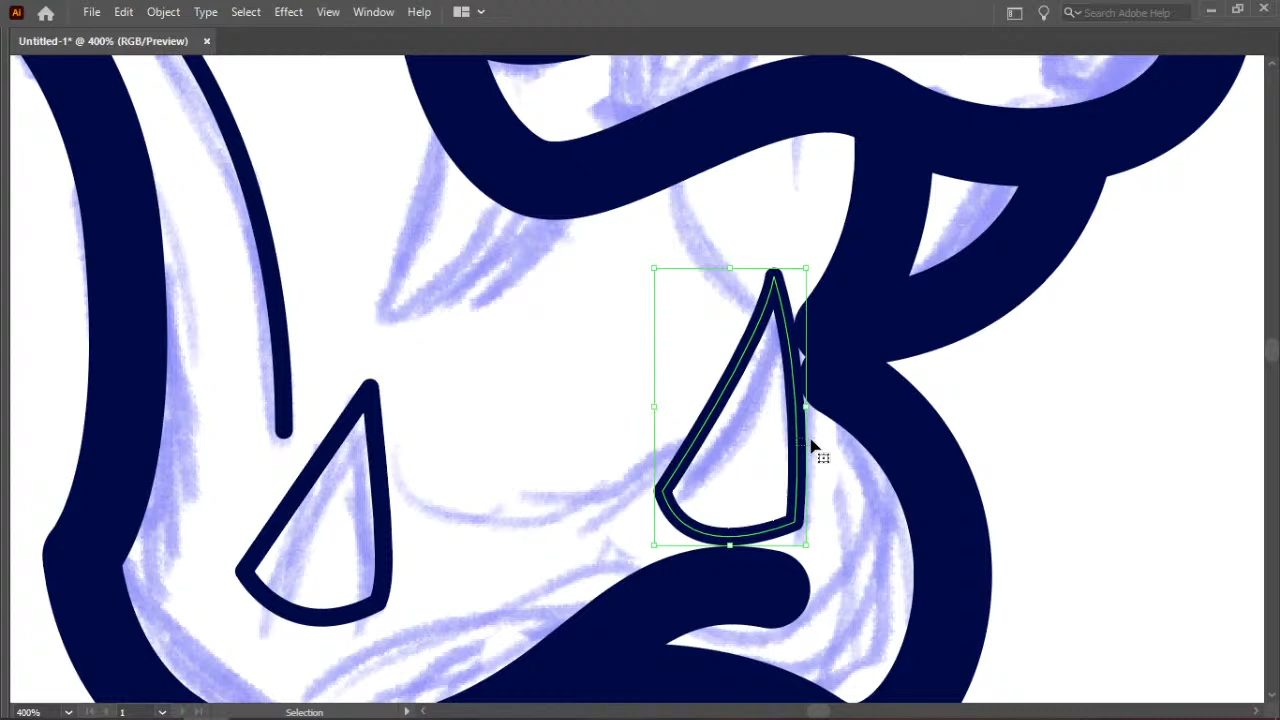 Ai File Edit Object Type Select Effect View Window Help Search Adobe Help
Untitled-1* @ 400% (RGB/Preview) ×
400% 1 Selection